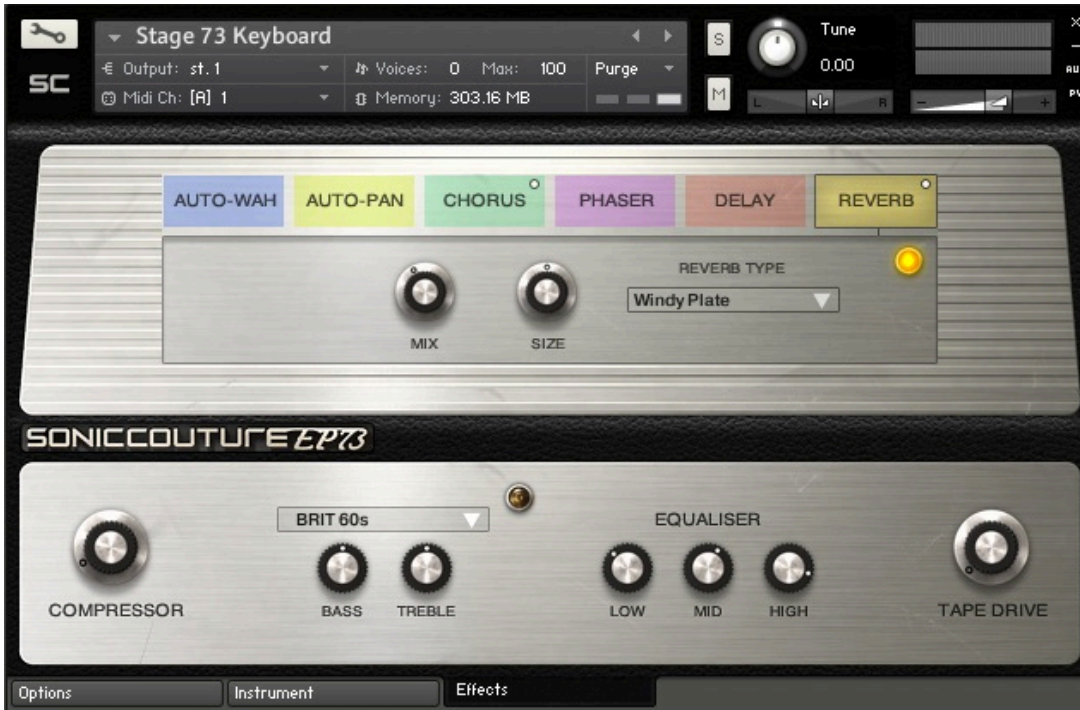 Stage 73 Keyboard
S
Tune
SC
Output: st. 1
Voices: 0 Max: 100
Purge
0.00
AU
Midi Ch: [A] 1
Memory: 303.16 MB
M
L
R
-
+
PV
AUTO-WAH
AUTO-PAN
CHORUS
PHASER
DELAY
REVERB
REVERB TYPE
Windy Plate
MIX
SIZE
SONICCOUTURE EP73
BRIT 60s
EQUALISER
COMPRESSOR
BASS
TREBLE
LOW
MID
HIGH
TAPE DRIVE
Options
Instrument
Effects